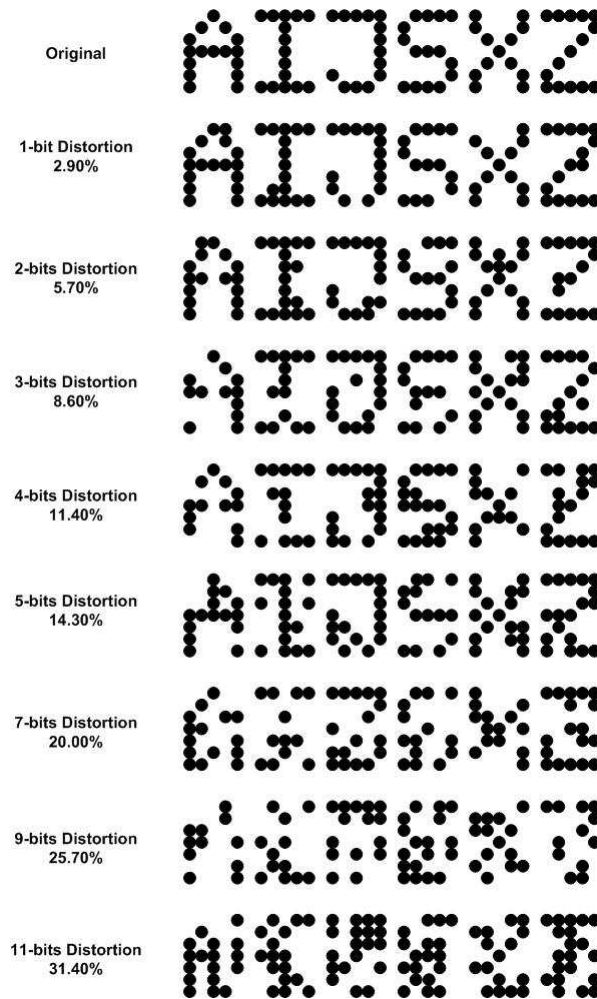 Original
A I J S X Z
1-bit Distortion
2.90%
A I J S X Z
2-bits Distortion
5.70%
A I J S X Z
3-bits Distortion
8.60%
A I J S X Z
4-bits Distortion
11.40%
A I J S X Z
5-bits Distortion
14.30%
A I J S X Z
7-bits Distortion
20.00%
9-bits Distortion
25.70%
11-bits Distortion
31.40%